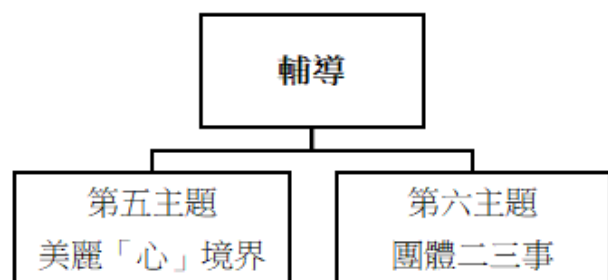 輔導
第五主題
美麗「心」境界
第六主題
團體二三事